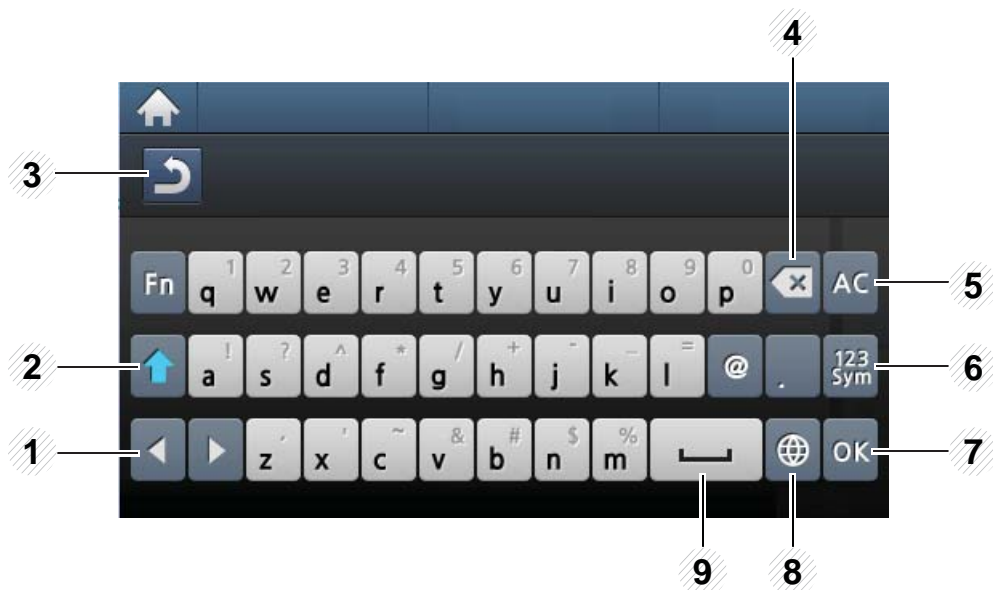 4
3
Fn 1 q 2 w 3 e 4 r 5 t 6 y 7 u 8 i 9 o 0 p AC 5
2 ! a ? s ^ d * f / g + h - j _ k = l @ . 123 Sym 6
1 , z ' x ~ c & v # b $ n % m OK 7
9 8